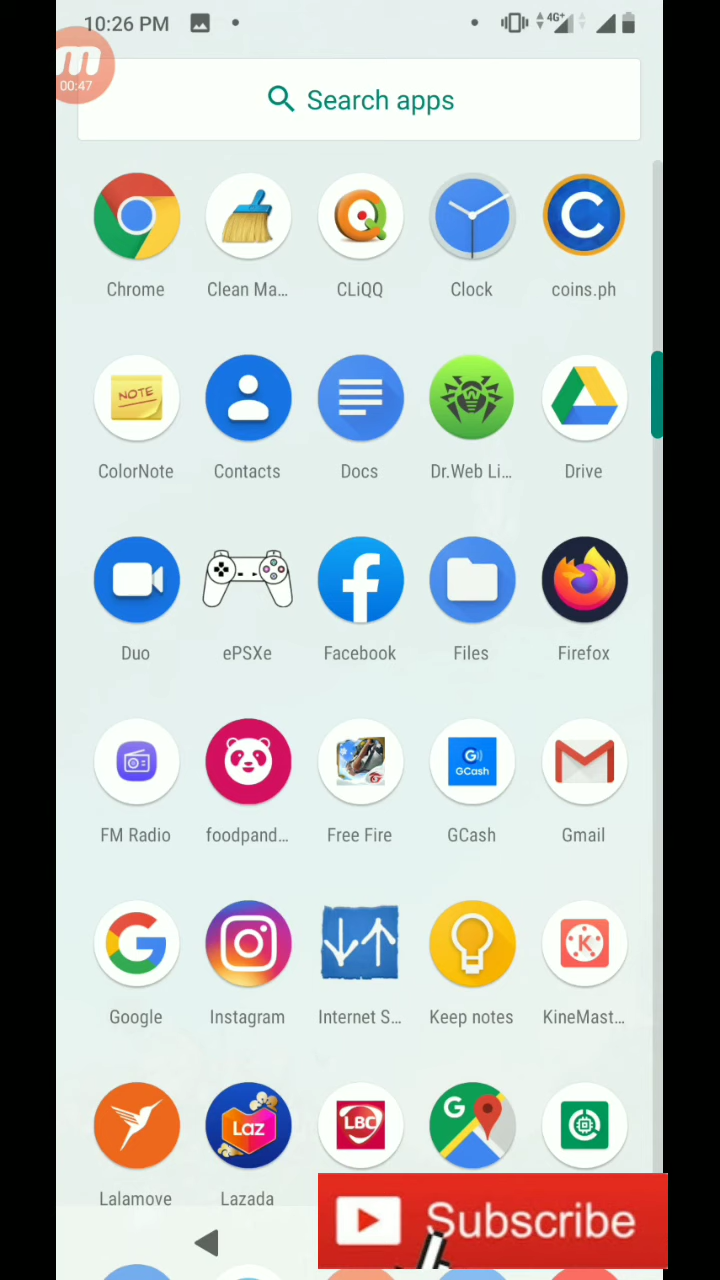 10:26 PM
4G+
m
00:47
Search apps
Chrome
Clean Ma...
CLiQQ
Clock
coins.ph
NOTE
ColorNote
Contacts
Docs
Dr.Web Li...
Drive
Duo
ePSXe
Facebook
Files
Firefox
G
GCash
FM Radio
foodpand...
Free Fire
GCash
Gmail
K
Google
Instagram
Internet S...
Keep notes
KineMast...
Laz
LBC
G
Lalamove
Lazada
Subscribe